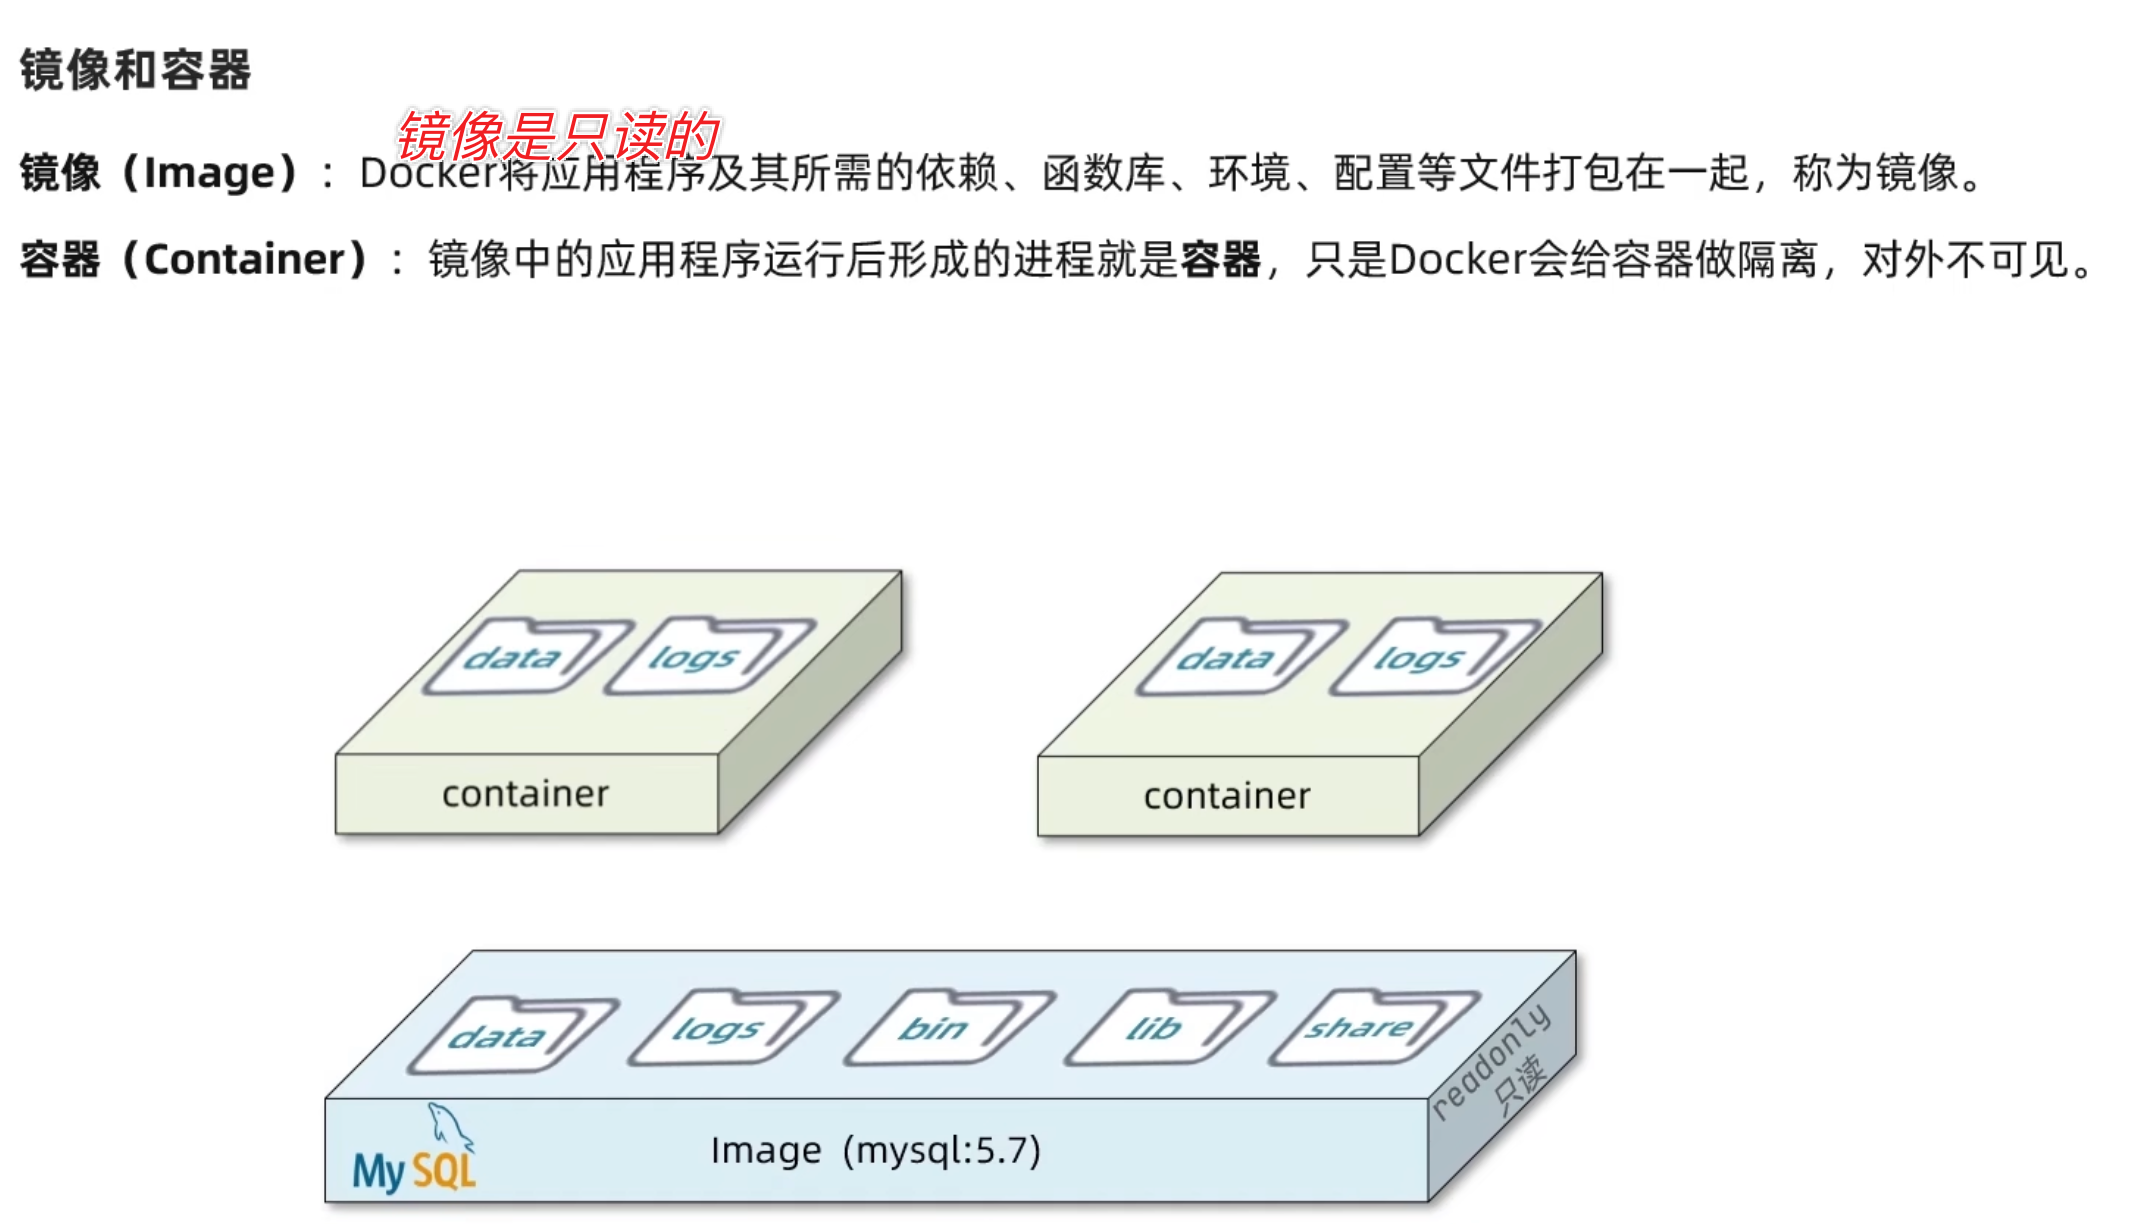 镜像和容器
镜像是只读的
镜像（Image）：Docker将应用程序及其所需的依赖、函数库、环境、配置等文件打包在一起，称为镜像。
容器（Container）：镜像中的应用程序运行后形成的进程就是容器，只是Docker会给容器做隔离，对外不可见。
data logs
data logs
container
container
data logs bin lib share
readonly
只读
MySQL
Image (mysql:5.7)